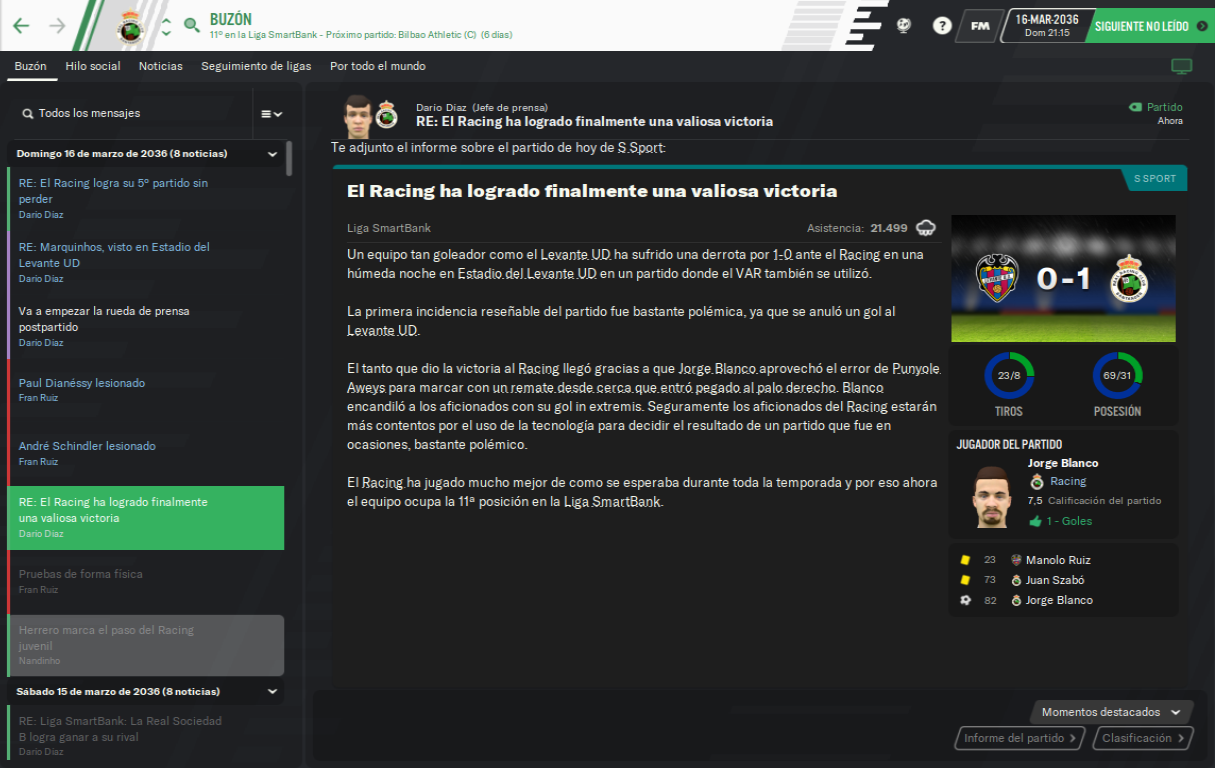 BUZÓN
11º en la Liga SmartBank - Próximo partido: Bilbao Athletic (C) (6 días)
?
FM
16-MAR-2036
Dom 21:15
SIGUIENTE NO LEÍDO
Buzón
Hilo social
Noticias
Seguimiento de ligas
Por todo el mundo
Todos los mensajes
Domingo 16 de marzo de 2036 (8 noticias)
RE: El Racing logra su 5º partido sin
perder
Darío Díaz
RE: Marquinhos, visto en Estadio del
Levante UD
Darío Díaz
Va a empezar la rueda de prensa
postpartido
Darío Díaz
Paul Dianéssy lesionado
Fran Ruiz
André Schindler lesionado
Fran Ruiz
RE: El Racing ha logrado finalmente
una valiosa victoria
Darío Díaz
Pruebas de forma física
Fran Ruiz
Herrero marca el paso del Racing
juvenil
Nandinho
Sábado 15 de marzo de 2036 (8 noticias)
RE: Liga SmartBank: La Real Sociedad
B logra ganar a su rival
Darío Díaz
Darío Díaz (Jefe de prensa)
RE: El Racing ha logrado finalmente una valiosa victoria
Partido
Ahora
Te adjunto el informe sobre el partido de hoy de S.Sport:
S SPORT
El Racing ha logrado finalmente una valiosa victoria
Liga SmartBank
Asistencia: 21.499
Un equipo tan goleador como el Levante UD ha sufrido una derrota por 1-0 ante el Racing en una
húmeda noche en Estadio del Levante UD en un partido donde el VAR también se utilizó.
La primera incidencia reseñable del partido fue bastante polémica, ya que se anuló un gol al
Levante UD.
El tanto que dio la victoria al Racing llegó gracias a que Jorge Blanco aprovechó el error de Punyole
Aweys para marcar con un remate desde cerca que entró pegado al palo derecho. Blanco
encandiló a los aficionados con su gol in extremis. Seguramente los aficionados del Racing estarán
más contentos por el uso de la tecnología para decidir el resultado de un partido que fue en
ocasiones, bastante polémico.
El Racing ha jugado mucho mejor de como se esperaba durante toda la temporada y por eso ahora
el equipo ocupa la 11ª posición en la Liga SmartBank.
0-1
23/8
TIROS
69/31
POSESIÓN
JUGADOR DEL PARTIDO
Jorge Blanco
Racing
7,5 Calificación del partido
1 - Goles
23 Manolo Ruiz
73 Juan Szabó
82 Jorge Blanco
Momentos destacados
Informe del partido
Clasificación